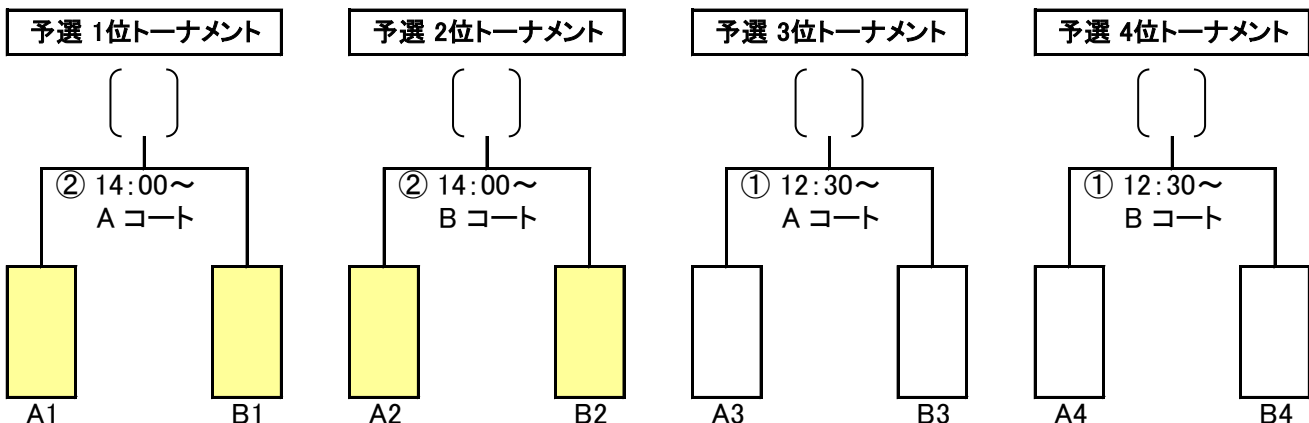 予選 1位トーナメント
予選 2位トーナメント
予選 3位トーナメント
予選 4位トーナメント
② 14:00～
A コート
② 14:00～
B コート
① 12:30～
A コート
① 12:30～
B コート
A1
B1
A2
B2
A3
B3
A4
B4